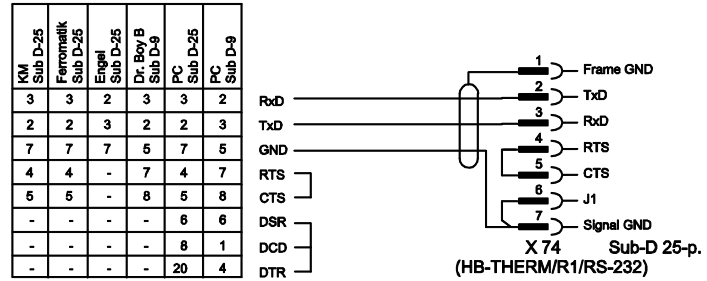 KM Sub D-25 Ferromatik Sub D-25 Engel Sub D-25 Dr. Boy B Sub D-9 PC Sub D-25 PC Sub D-9
3 3 2 3 3 2 RxD
2 2 3 2 2 3 TxD
7 7 7 5 7 5 GND
4 4 - 7 4 7 RTS
5 5 - 8 5 8 CTS
- - - - 6 6 DSR
- - - - 8 1 DCD
- - - - 20 4 DTR
1 Frame GND
2 TxD
3 RxD
4 RTS
5 CTS
6 J1
7 Signal GND
X 74 Sub-D 25-p.
(HB-THERM/R1/RS-232)